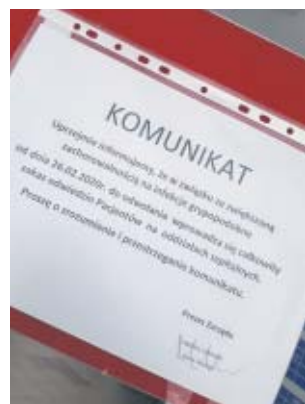 KOMUNIKAT
Uprzejmie informujemy, że w związku ze zwiększoną
zachorowalnością na infekcje grypopodobne
od dnia 26.02.2020r. do odwołania wprowadza się całkowity
zakaz odwiedzin Pacjentów na oddziałach szpitalnych.
Proszę o zrozumienie i przestrzeganie komunikatu.
Prezes Zarządu